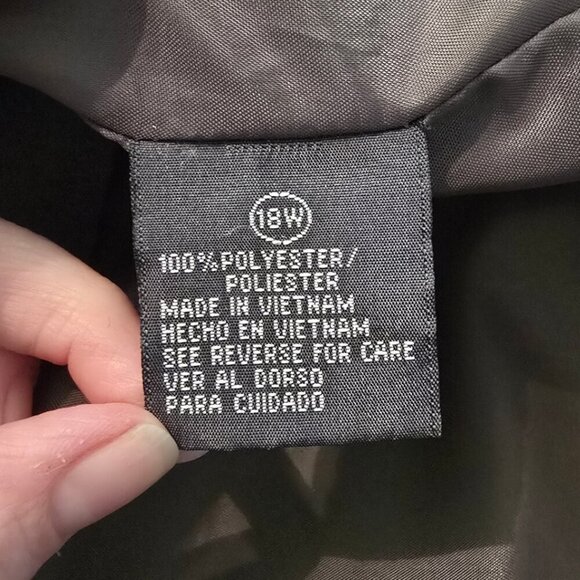 18W
100%POLYESTER/
POLIESTER
MADE IN VIETNAM
HECHO EN VIETNAM
SEE REVERSE FOR CARE
VER AL DORSO
PARA CUIDADO